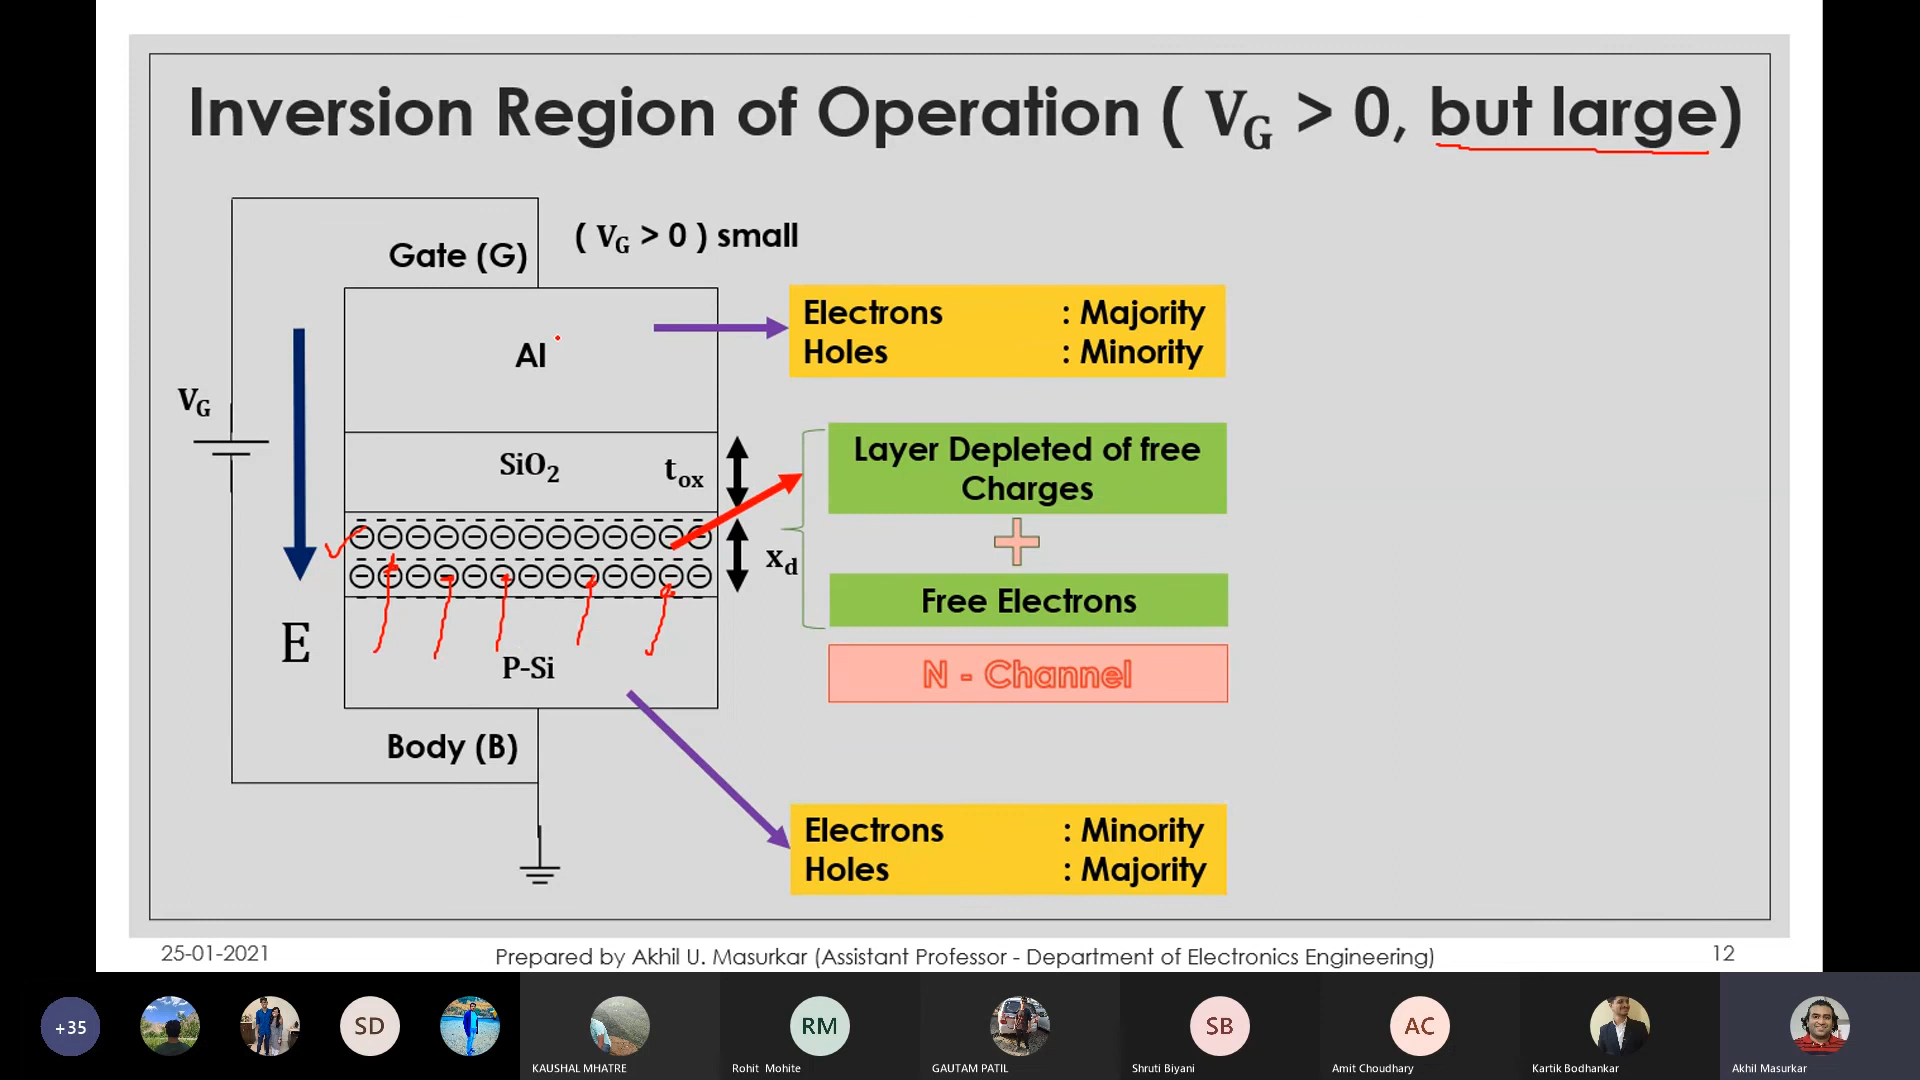 Inversion Region of Operation ( V_G > 0, but large)
( V_G > 0 ) small
Gate (G)
Electrons : Majority
Holes : Minority
Al
V_G
Layer Depleted of free
Charges
SiO₂
t_ox
x_d
Free Electrons
E
P-Si
N - Channel
Body (B)
Electrons : Minority
Holes : Majority
25-01-2021
Prepared by Akhil U. Masurkar (Assistant Professor - Department of Electronics Engineering)
12
+35
SD
RM
SB
AC
KAUSHAL MHATRE
Rohit Mohite
GAUTAM PATIL
Shruti Biyani
Amit Choudhary
Kartik Bodhankar
Akhil Masurkar